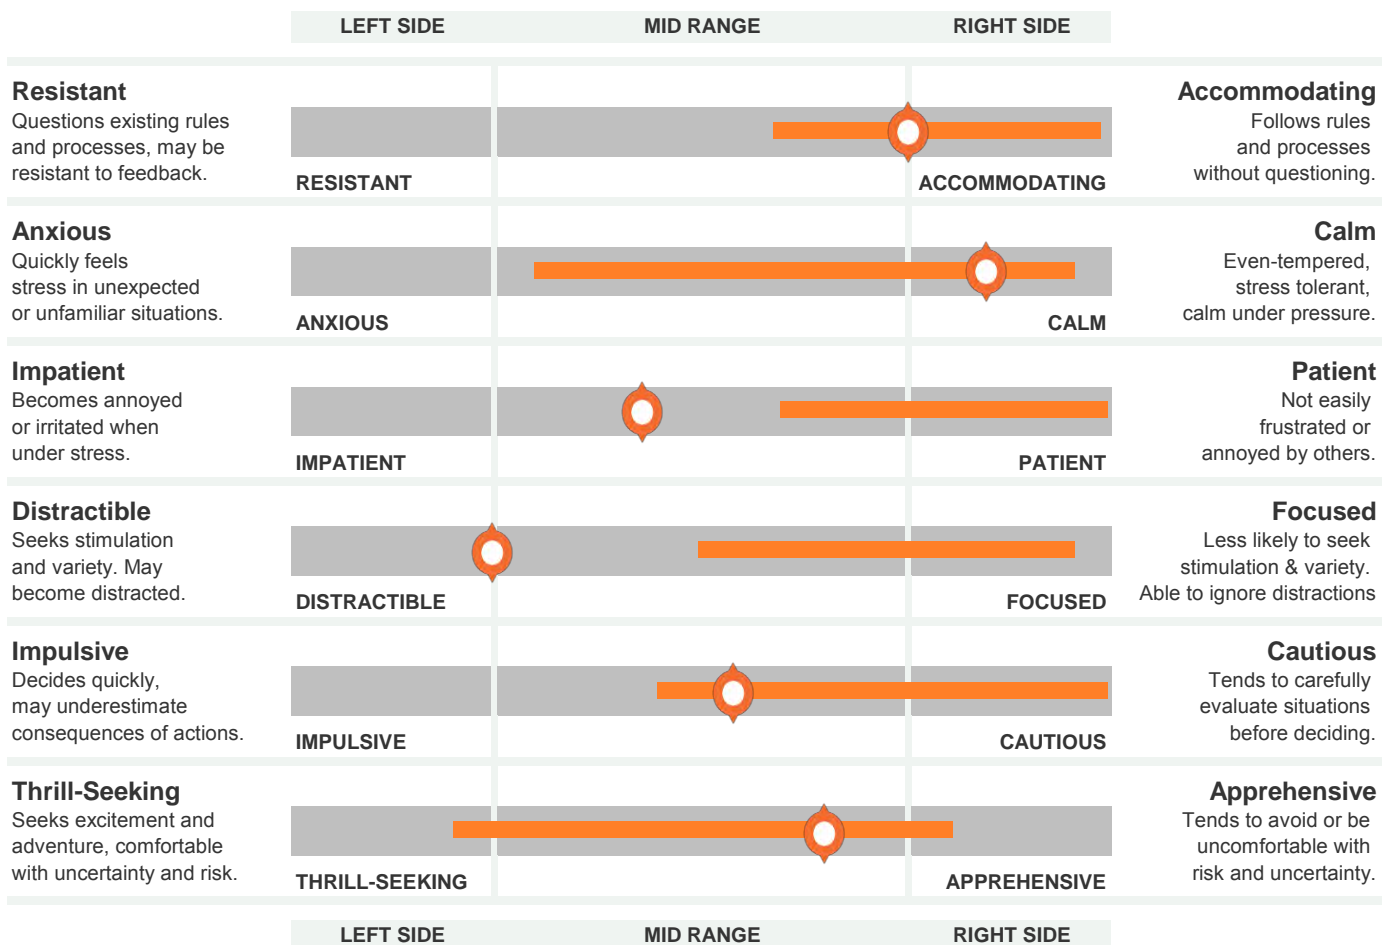 LEFT SIDE MID RANGE RIGHT SIDE
Resistant
Questions existing rules
and processes, may be
resistant to feedback.
RESISTANT ACCOMMODATING
Accommodating
Follows rules
and processes
without questioning.
Anxious
Quickly feels
stress in unexpected
or unfamiliar situations.
ANXIOUS CALM
Calm
Even-tempered,
stress tolerant,
calm under pressure.
Impatient
Becomes annoyed
or irritated when
under stress.
IMPATIENT PATIENT
Patient
Not easily
frustrated or
annoyed by others.
Distractible
Seeks stimulation
and variety. May
become distracted.
DISTRACTIBLE FOCUSED
Focused
Less likely to seek
stimulation & variety.
Able to ignore distractions
Impulsive
Decides quickly,
may underestimate
consequences of actions.
IMPULSIVE CAUTIOUS
Cautious
Tends to carefully
evaluate situations
before deciding.
Thrill-Seeking
Seeks excitement and
adventure, comfortable
with uncertainty and risk.
THRILL-SEEKING APPREHENSIVE
Apprehensive
Tends to avoid or be
uncomfortable with
risk and uncertainty.
LEFT SIDE MID RANGE RIGHT SIDE